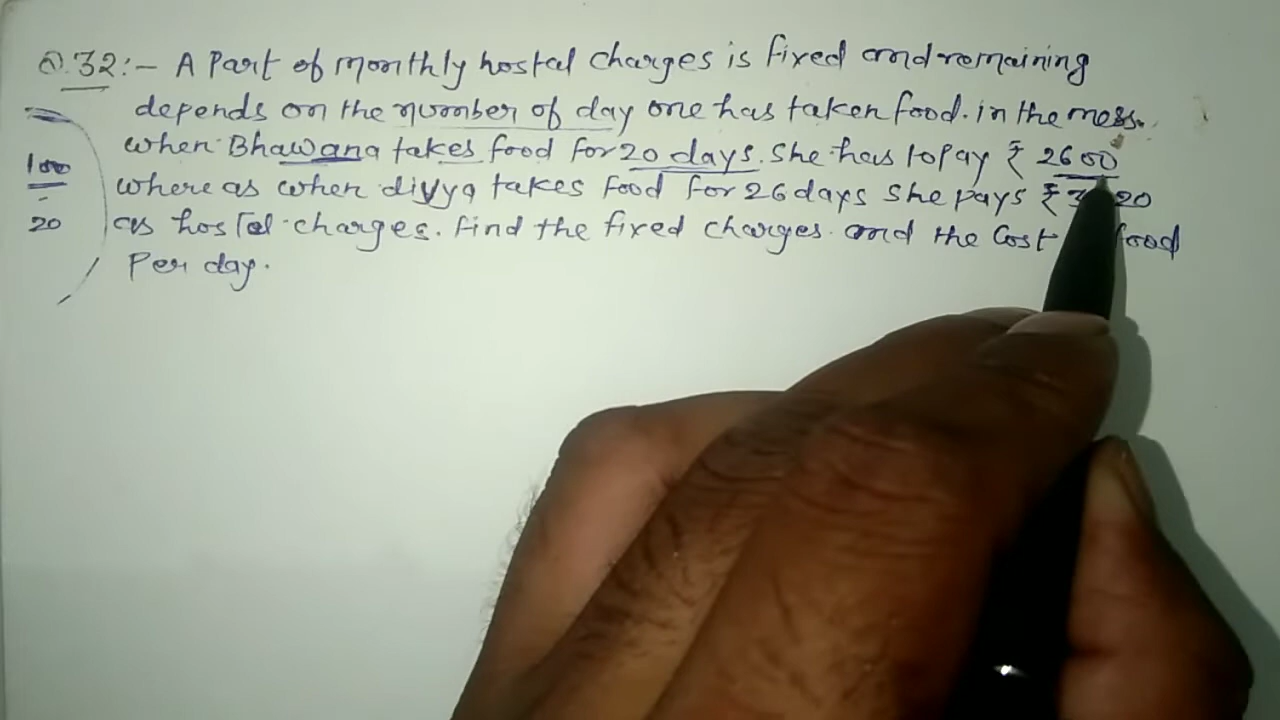 Q.32:- A Part of monthly hostal charges is fixed and remaining
depends on the number of day one has taken food. in the mess.
when Bhawana takes food for 20 days. she has to pay ₹ 2600
100 where as when divya takes food for 26 days she pays ₹
20 as hostel charges. find the fixed charges. and the Cost food
Per day.